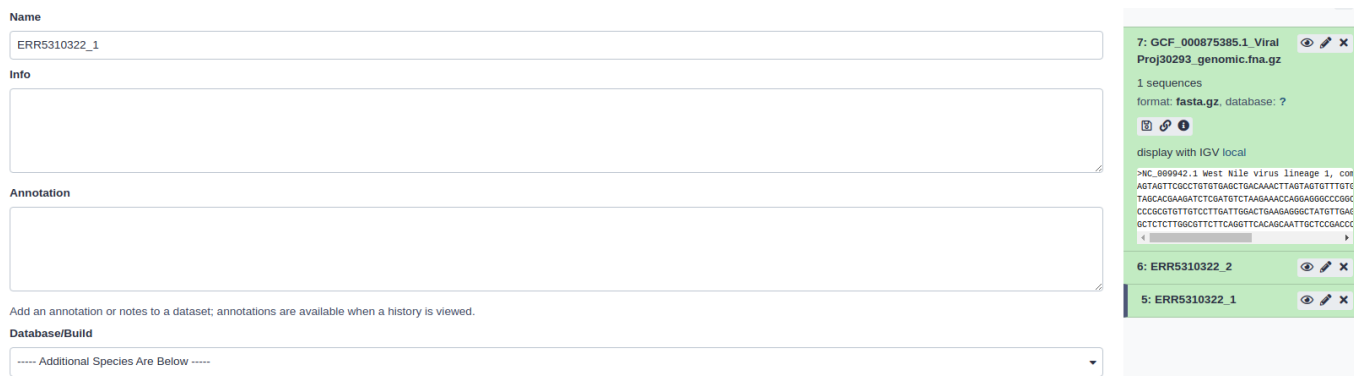 Name
ERR5310322_1
Info
Annotation
Add an annotation or notes to a dataset; annotations are available when a history is viewed.
Database/Build
----- Additional Species Are Below -----
7: GCF_000875385.1_Viral
Proj30293_genomic.fna.gz
1 sequences
format: fasta.gz, database: ?
display with IGV local
>NC_009942.1 West Nile virus lineage 1, com
AGTAGTTCGCCTGTGTGAGCTGACAAACTTAGTAGTGTTTGTG
TAGCACGAAGATCTCGATGTCTAAGAAACCAGGAGGGCCCGGC
CCCGCGTGTTGTCCTTGATTGGACTGAAGAGGGCTATGTTGAG
GCTCTCTTGGCGTTCTTCAGGTTCACAGCAATTGCTCCGACCC
6: ERR5310322_2
5: ERR5310322_1